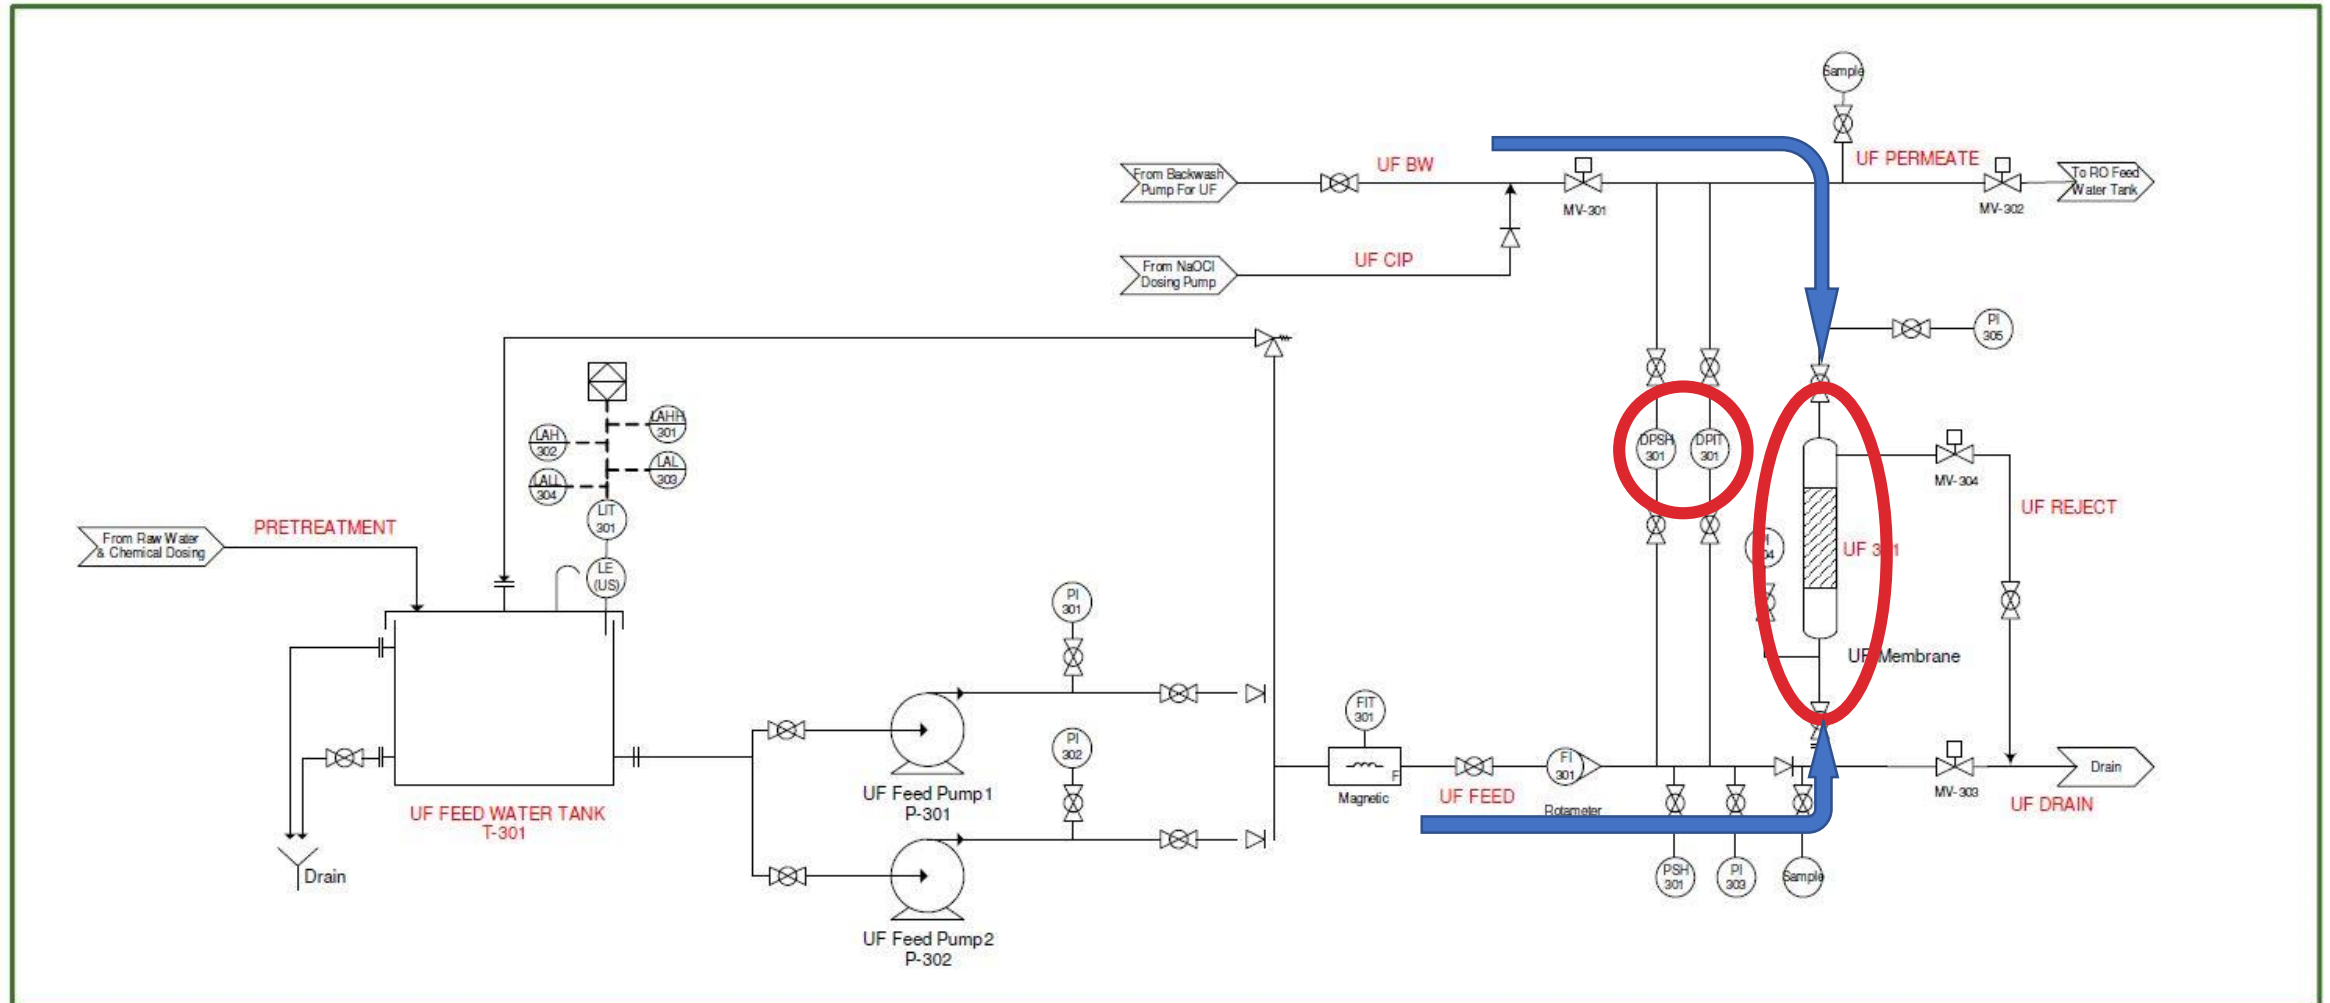 Sample
UF PERMEATE
UF BW
From Backwash
Pump For UF
To RO Feed
Water Tank
MV-301
MV-302
UF CIP
From NaOCl
Dosing Pump
PI
305
LAHH
301
LAH
302
LAL
303
LALL
304
LIT
301
LE
(US)
DPSH
301
DPIT
301
MV-304
UF REJECT
PRETREATMENT
From Raw Water
& Chemical Dosing
UF Membrane
PI
301
FIT
301
PI
302
UF FEED WATER TANK
T-301
UF Feed Pump1
P-301
F
Magnetic
UF FEED
FI
301
Rotameter
MV-303
Drain
UF DRAIN
Drain
PSH
301
PI
303
Sample
UF Feed Pump2
P-302